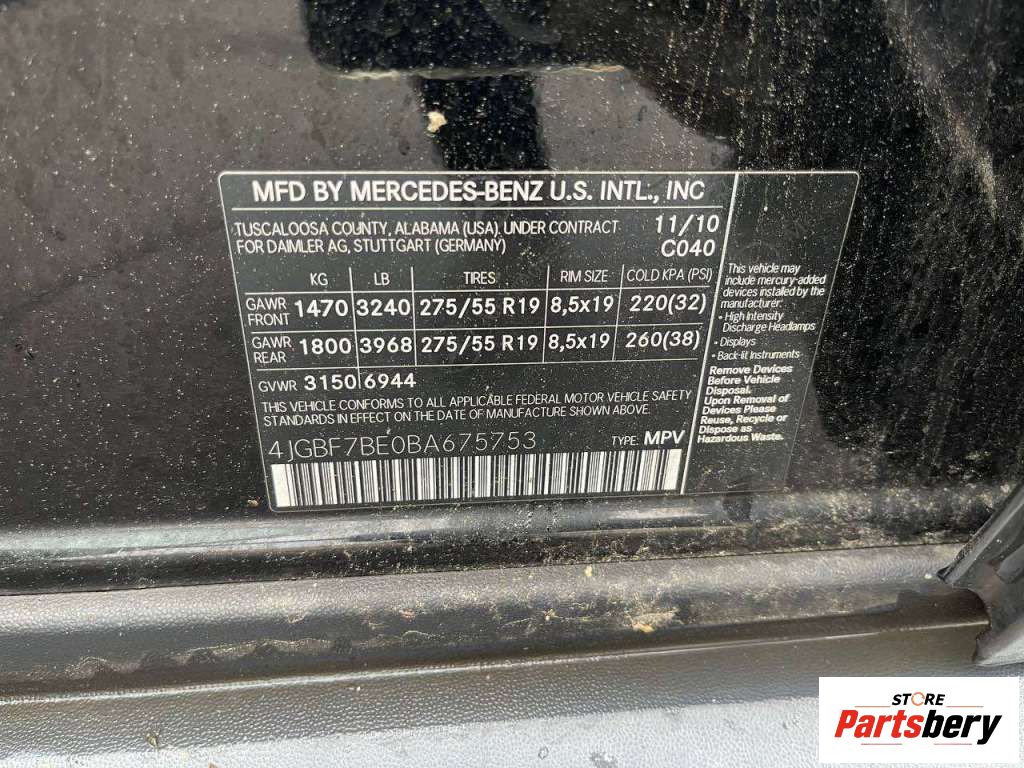 MFD BY MERCEDES-BENZ U.S. INTL., INC
TUSCALOOSA COUNTY, ALABAMA (USA). UNDER CONTRACT 11/10
FOR DAIMLER AG, STUTTGART (GERMANY) C040
KG LB TIRES RIM SIZE COLD KPA (PSI)
GAWR FRONT 1470 3240 275/55 R19 8,5x19 220(32)
GAWR REAR 1800 3968 275/55 R19 8,5x19 260(38)
GVWR 3150 6944
THIS VEHICLE CONFORMS TO ALL APPLICABLE FEDERAL MOTOR VEHICLE SAFETY
STANDARDS IN EFFECT ON THE DATE OF MANUFACTURE SHOWN ABOVE.
4JGBF7BE0BA675753 TYPE: MPV
This vehicle may
include mercury-added
devices installed by the
manufacturer:
• High Intensity
Discharge Headlamps
• Displays
• Back-lit Instruments
Remove Devices
Before Vehicle
Disposal.
Upon Removal of
Devices Please
Reuse, Recycle or
Dispose as
Hazardous Waste.
STORE
Partsbery